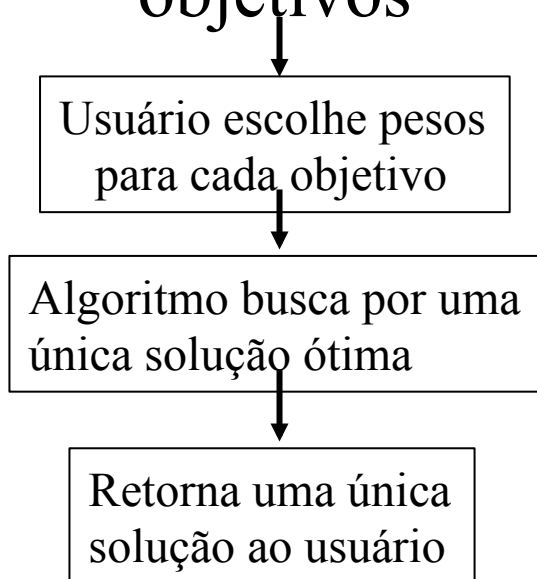 objetivos
Usuário escolhe pesos
para cada objetivo
Algoritmo busca por uma
única solução ótima
Retorna uma única
solução ao usuário